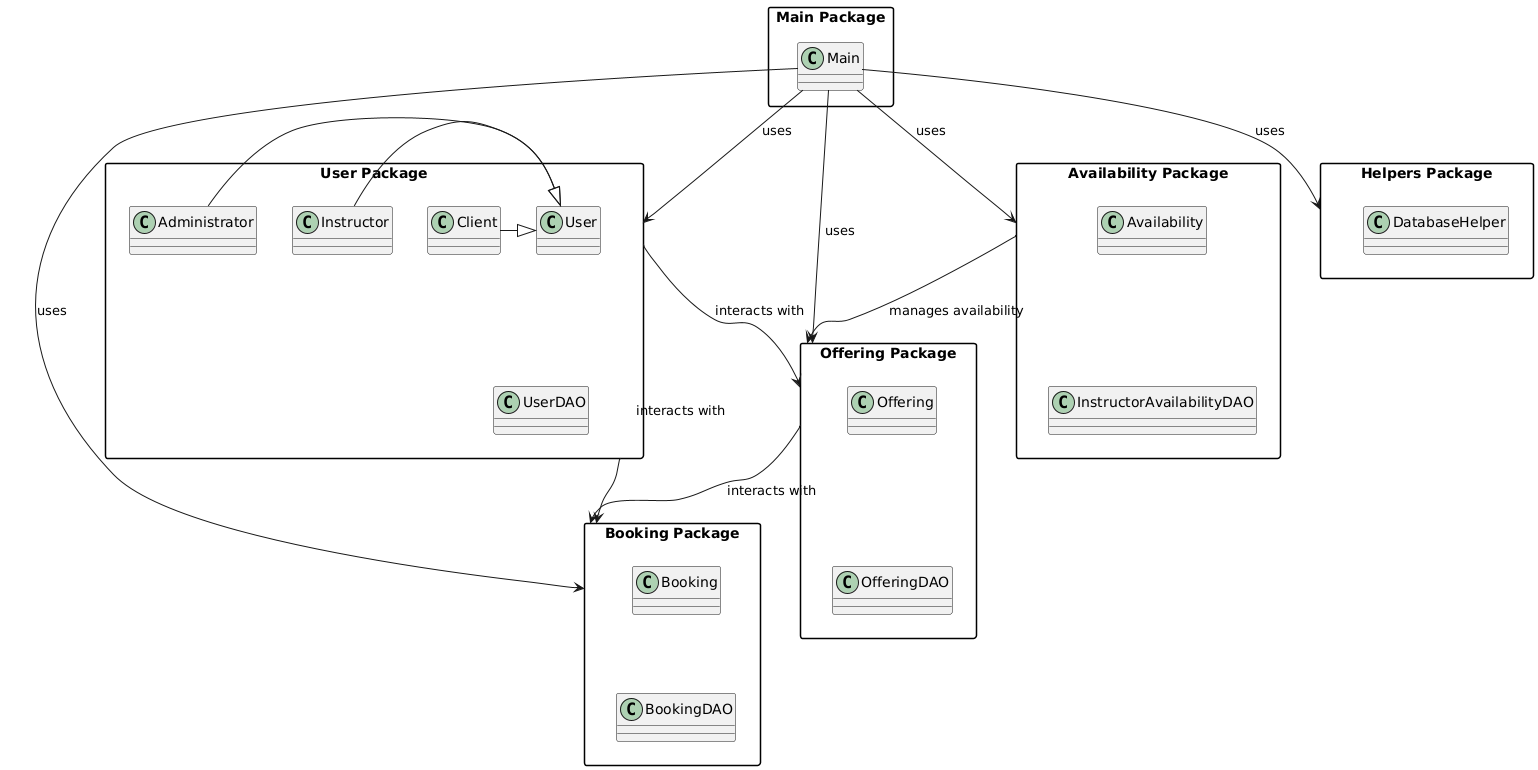 Main Package
C Main
uses
uses
uses
User Package
Availability Package
Helpers Package
C Administrator
C Instructor
C Client
C User
C Availability
C DatabaseHelper
uses
uses
interacts with
manages availability
Offering Package
C UserDAO
interacts with
C Offering
C InstructorAvailabilityDAO
interacts with
Booking Package
C Booking
C OfferingDAO
C BookingDAO